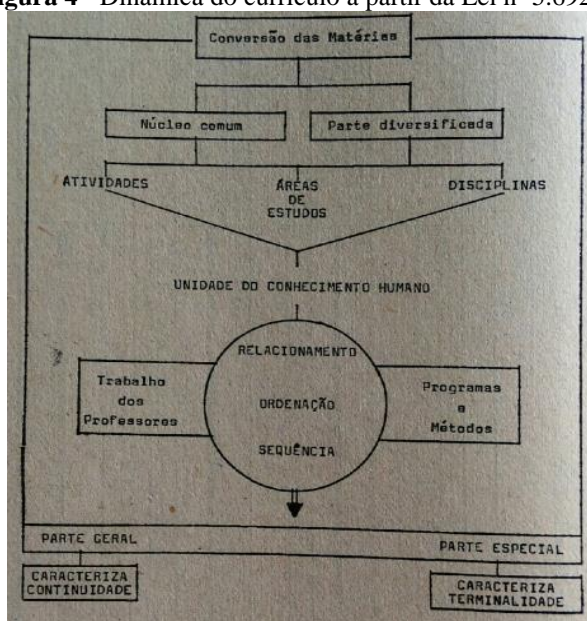 Figura 4 - Dinâmica do currículo a partir da Lei nº 5.692
Conversão das Matérias
Núcleo comum
Parte diversificada
ATIVIDADES
ÁREAS
DE
ESTUDOS
DISCIPLINAS
UNIDADE DO CONHECIMENTO HUMANO
RELACIONAMENTO
ORDENAÇÃO
SEQUÊNCIA
Trabalho
dos
Professores
Programas
e
Métodos
PARTE GERAL
PARTE ESPECIAL
CARACTERIZA
CONTINUIDADE
CARACTERIZA
TERMINALIDADE